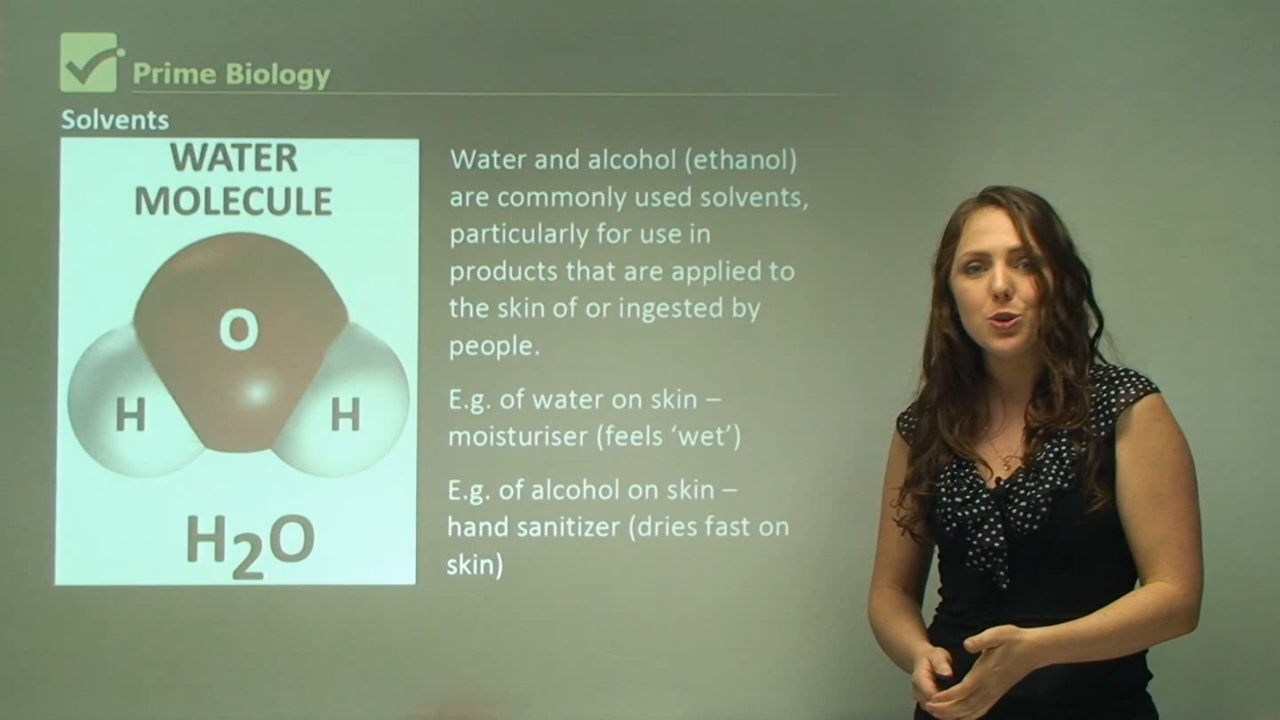 Prime Biology
Solvents
WATER
MOLECULE
O
H H
H2O
Water and alcohol (ethanol)
are commonly used solvents,
particularly for use in
products that are applied to
the skin of or ingested by
people.
E.g. of water on skin –
moisturiser (feels ‘wet’)
E.g. of alcohol on skin –
hand sanitizer (dries fast on
skin)